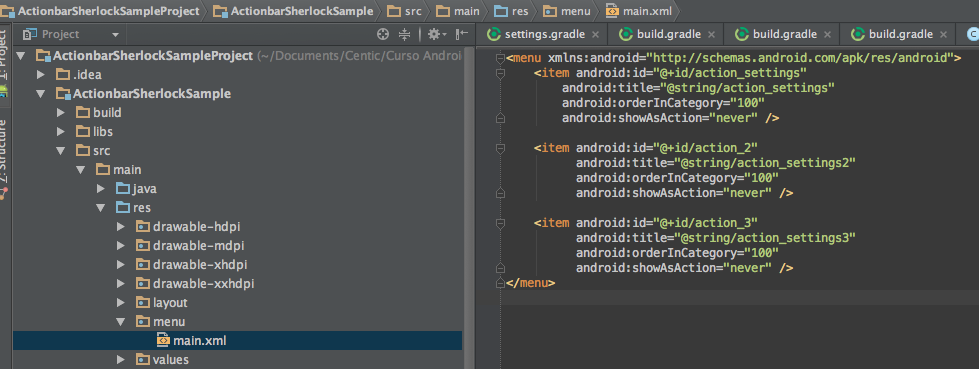 ActionbarSherlockSampleProject ActionbarSherlockSample src main res menu main.xml
Project
settings.gradle × build.gradle × build.gradle × build.gradle ×
1: Project
Z: Structure
ActionbarSherlockSampleProject (~/Documents/Centic/Curso Androi
.idea
ActionbarSherlockSample
build
libs
src
main
java
res
drawable-hdpi
drawable-mdpi
drawable-xhdpi
drawable-xxhdpi
layout
menu
main.xml
values
<menu xmlns:android="http://schemas.android.com/apk/res/android">
<item android:id="@+id/action_settings"
android:title="@string/action_settings"
android:orderInCategory="100"
android:showAsAction="never" />
<item android:id="@+id/action_2"
android:title="@string/action_settings2"
android:orderInCategory="100"
android:showAsAction="never" />
<item android:id="@+id/action_3"
android:title="@string/action_settings3"
android:orderInCategory="100"
android:showAsAction="never" />
</menu>